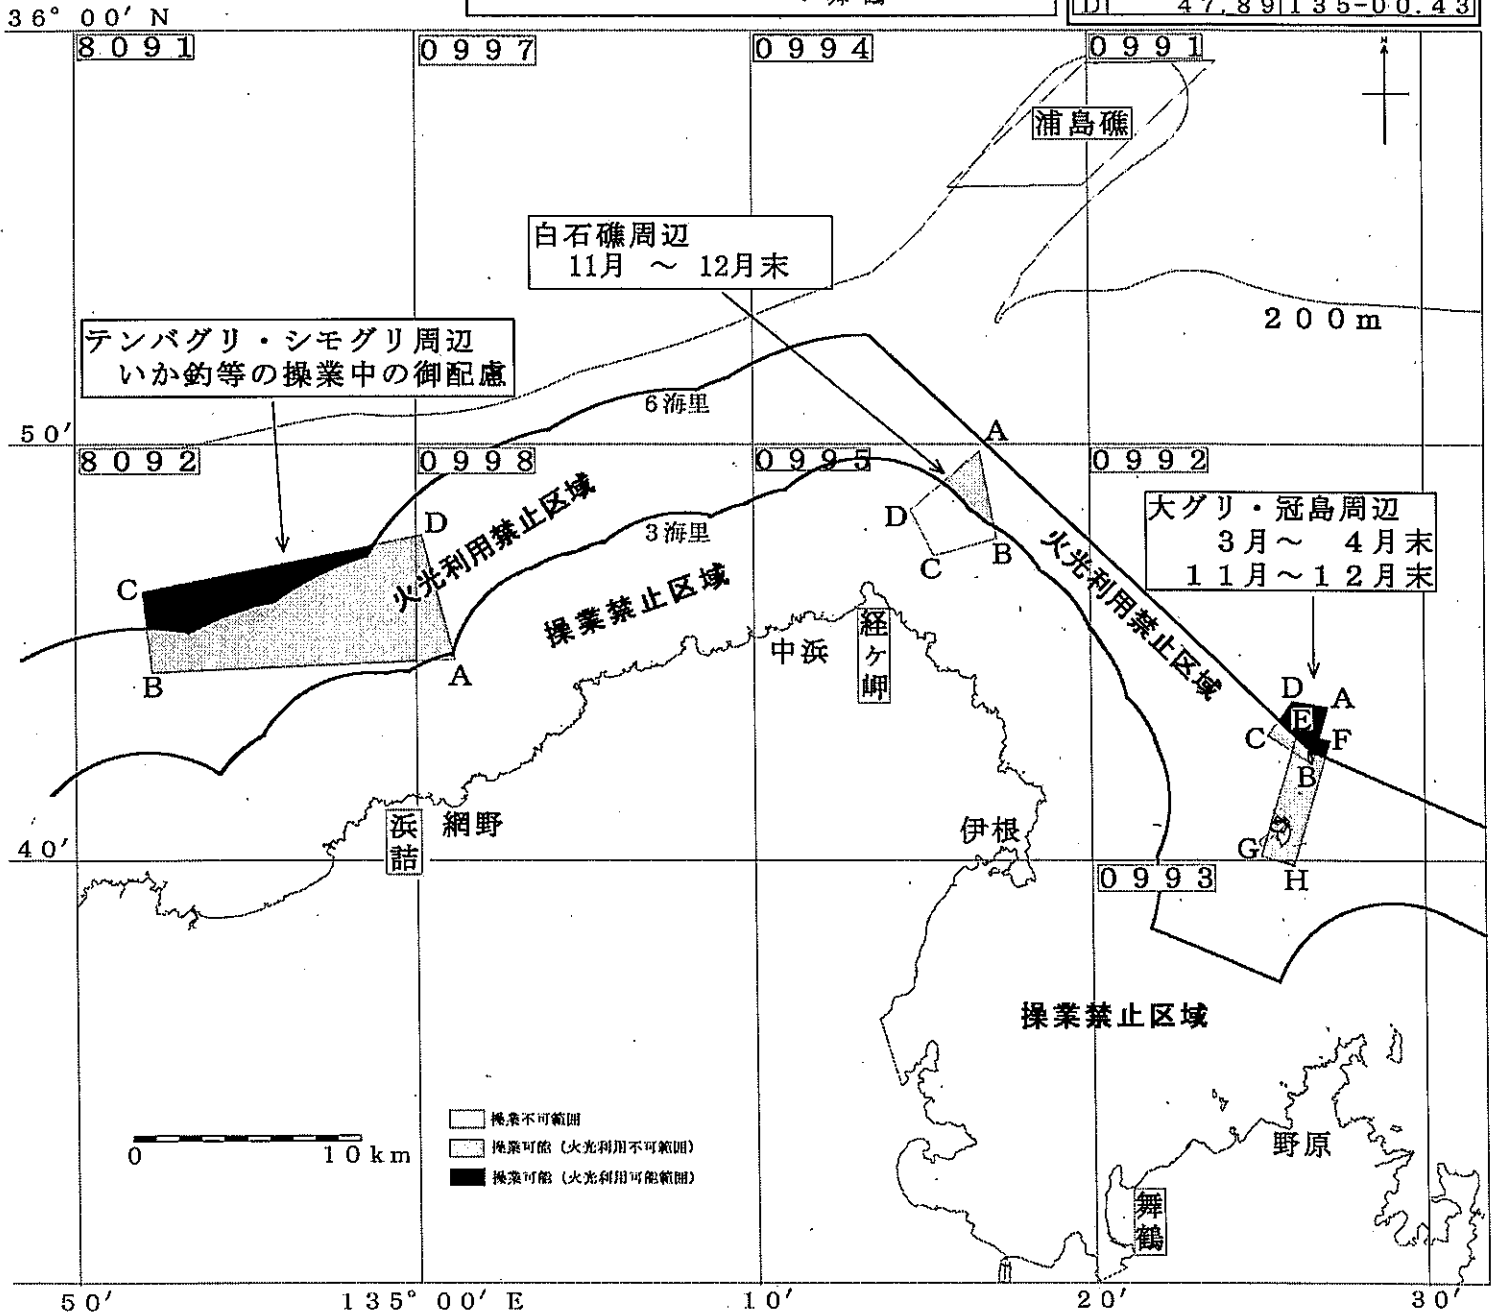 36° 00′ N
舞鶴
D 47.89 135-00.43
8091
0997
0994
0991
N
浦島礁
白石礁周辺
11月 ～ 12月末
200m
テンバグリ・シモグリ周辺
いか釣等の操業中の御配慮
6海里
50′
A
8092
0998
0995
0992
大グリ・冠島周辺
3月～ 4月末
11月～12月末
D
火光利用禁止区域
3海里
D
C
B
火光利用禁止区域
C
操業禁止区域
経ヶ岬
中浜
B
A
D
A
E
C
F
B
浜詰
網野
伊根
40′
G
H
0993
操業禁止区域
操業不可範囲
操業可能（火光利用不可範囲）
操業可能（火光利用可能範囲）
0 10km
野原
舞鶴
50′
135° 00′ E
10′
20′
30′